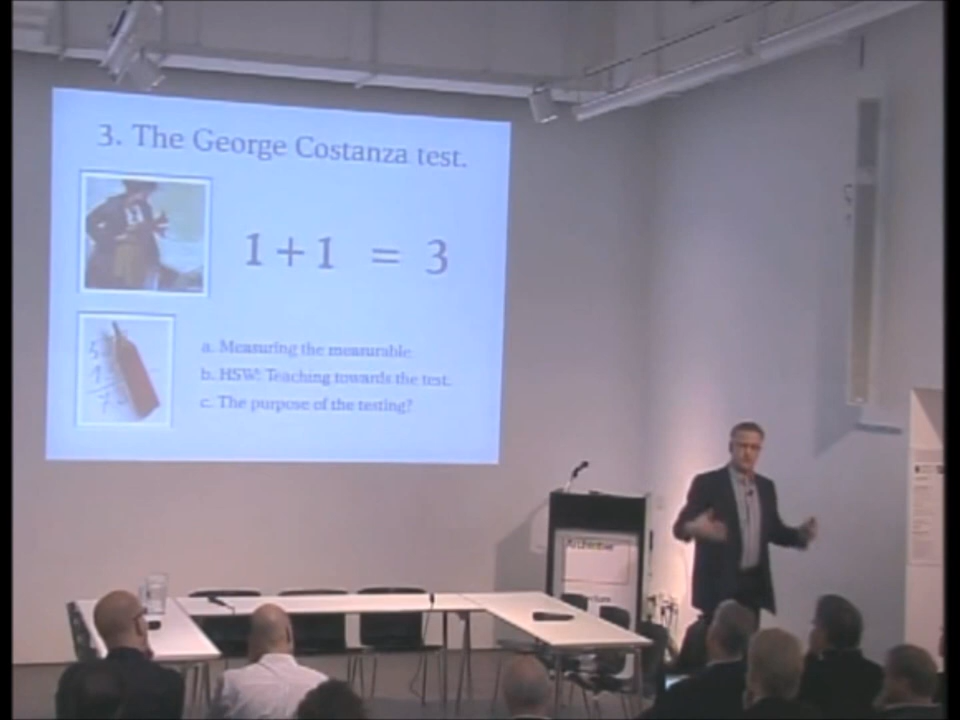 3. The George Costanza test.
1+1 = 3
a. Measuring the measurable.
b. HSW: Teaching towards the test.
c. The purpose of the testing?